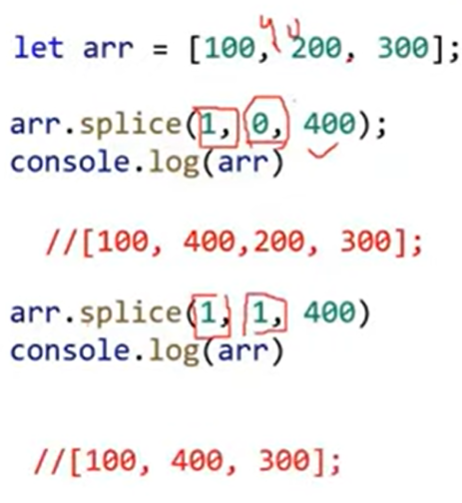 let arr = [100, 200, 300];
arr.splice(1, 0, 400);
console.log(arr)
//[100, 400,200, 300];
arr.splice(1, 1, 400)
console.log(arr)
//[100, 400, 300];